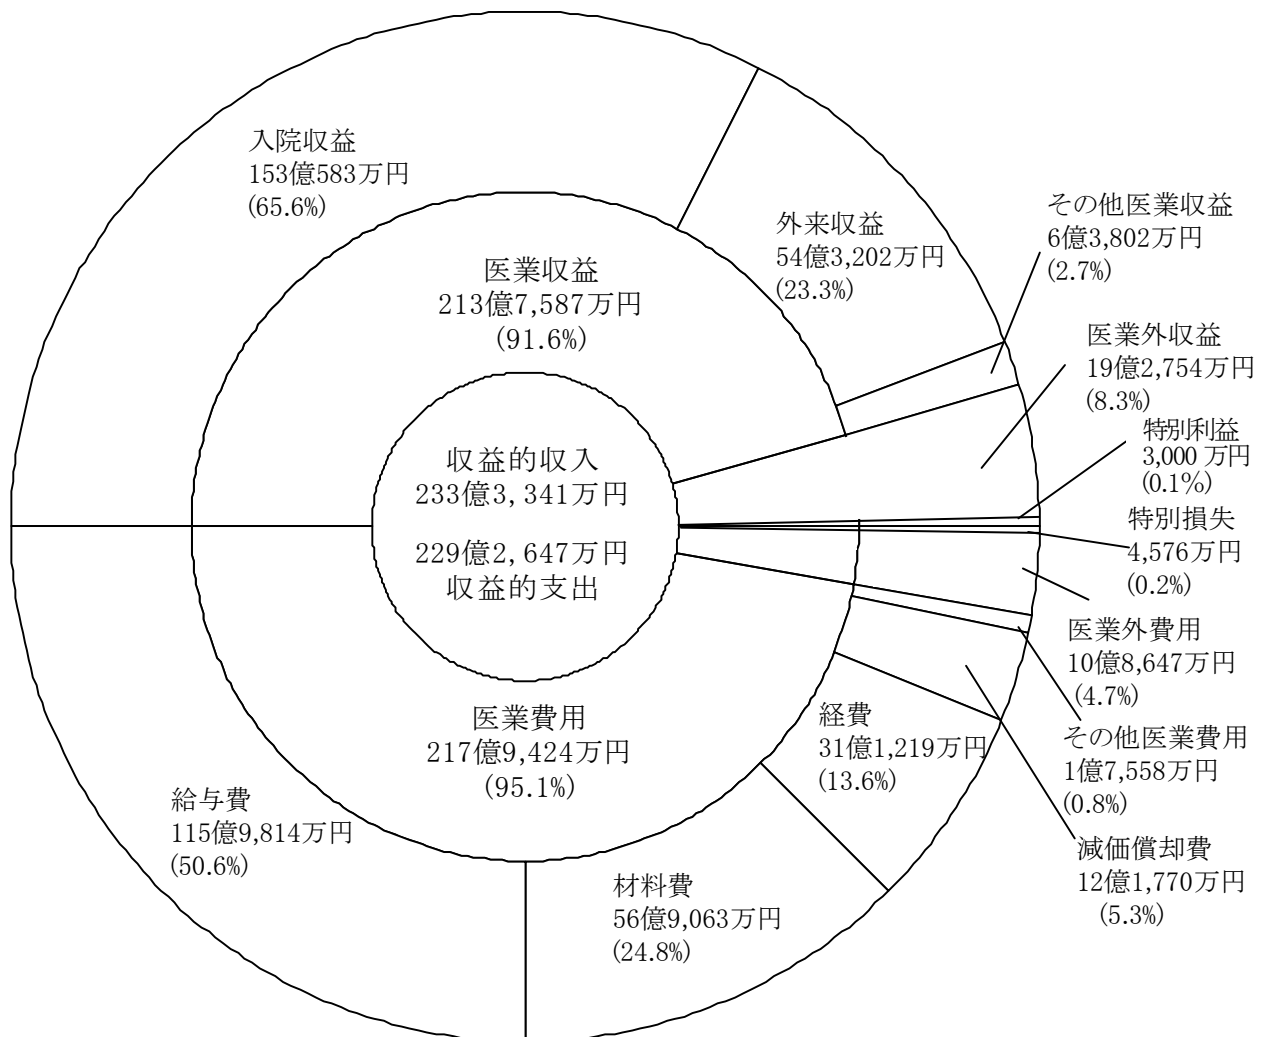 入院収益
153億583万円
(65.6%)
外来収益
54億3,202万円
(23.3%)
その他医業収益
6億3,802万円
(2.7%)
医業収益
213億7,587万円
(91.6%)
医業外収益
19億2,754万円
(8.3%)
特別利益
3,000 万円
(0.1%)
収益的収入
233億3,341万円
229億2,647万円
収益的支出
特別損失
4,576万円
(0.2%)
医業外費用
10億8,647万円
(4.7%)
その他医業費用
1億7,558万円
(0.8%)
減価償却費
12億1,770万円
(5.3%)
医業費用
217億9,424万円
(95.1%)
経費
31億1,219万円
(13.6%)
給与費
115億9,814万円
(50.6%)
材料費
56億9,063万円
(24.8%)